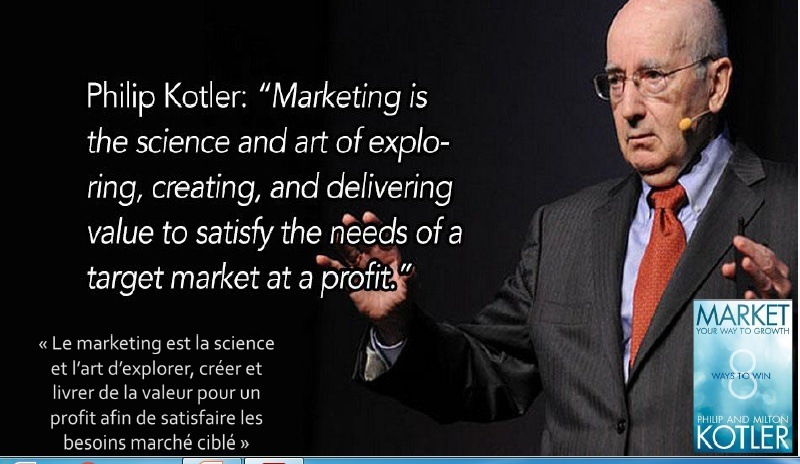 Philip Kotler: “Marketing is
the science and art of explo-
ring, creating, and delivering
value to satisfy the needs of a
target market at a profit.”
« Le marketing est la science
et l’art d’explorer, créer et
livrer de la valeur pour un
profit afin de satisfaire les
besoins marché ciblé »
MARKET
YOUR WAY TO GROWTH
8
WAYS TO WIN
PHILIP AND MILTON
KOTLER